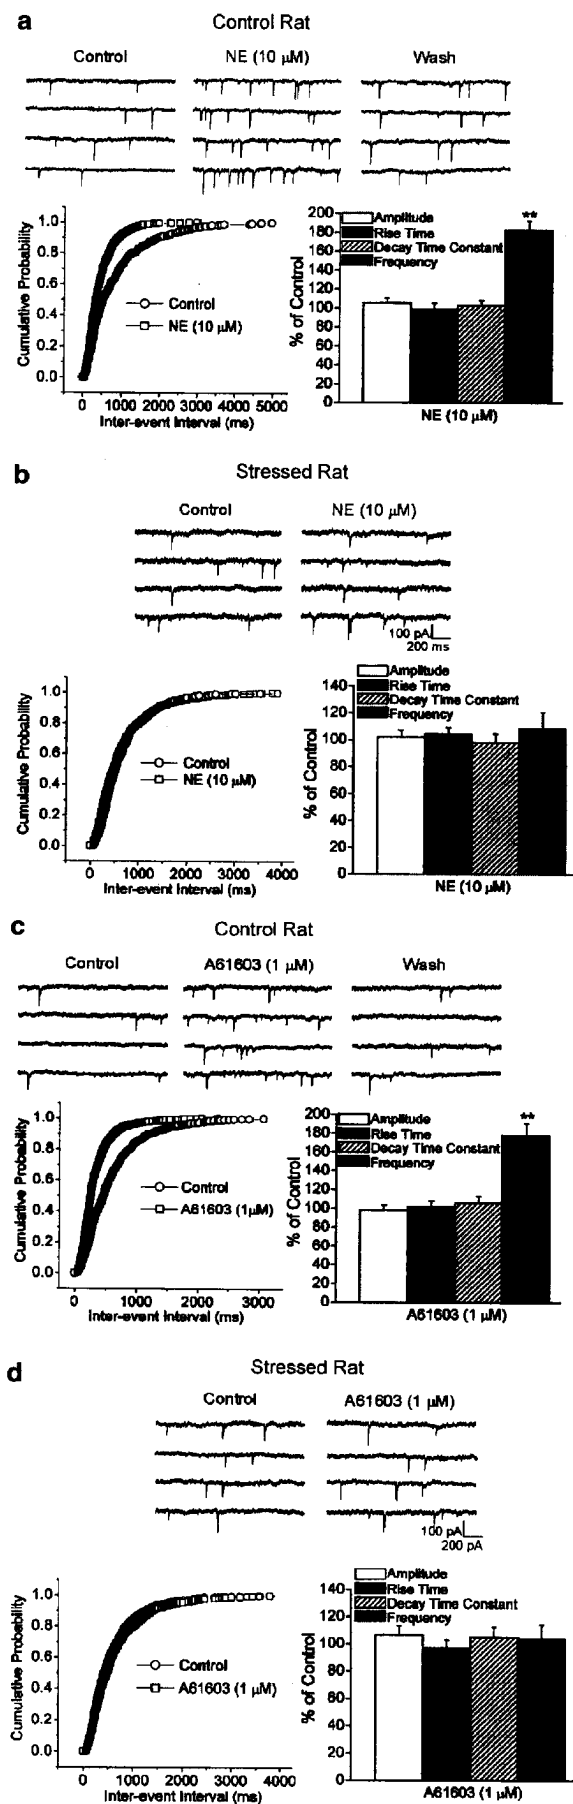 a
Control Rat
Control NE (10 μM) Wash
Cumulative Probability
1.0
0.8
0.6
0.4
0.2
0.0
Control
NE (10 μM)
0 1000 2000 3000 4000 5000
Inter-event Interval (ms)
% of Control
200
180
160
140
120
100
80
60
40
20
0
Amplitude
Rise Time
Decay Time Constant
Frequency
**
NE (10 μM)
b
Stressed Rat
Control NE (10 μM)
100 pA
200 ms
Cumulative Probability
1.0
0.8
0.6
0.4
0.2
0.0
Control
NE (10 μM)
0 1000 2000 3000 4000
Inter-event Interval (ms)
% of Control
140
120
100
80
60
40
20
0
Amplitude
Rise Time
Decay Time Constant
Frequency
NE (10 μM)
c
Control Rat
Control A61603 (1 μM) Wash
Cumulative Probability
1.0
0.8
0.6
0.4
0.2
0.0
Control
A61603 (1μM)
0 1000 2000 3000
Inter-event Interval (ms)
% of Control
200
180
160
140
120
100
80
60
40
20
0
Amplitude
Rise Time
Decay Time Constant
Frequency
**
A61603 (1 μM)
d
Stressed Rat
Control A61603 (1 μM)
100 pA
200 pA
Cumulative Probability
1.0
0.8
0.6
0.4
0.2
0.0
Control
A61603 (1 μM)
0 1000 2000 3000 4000
Inter-event Interval (ms)
% of Control
140
120
100
80
60
40
20
0
Amplitude
Rise Time
Decay Time Constant
Frequency
A61603 (1 μM)